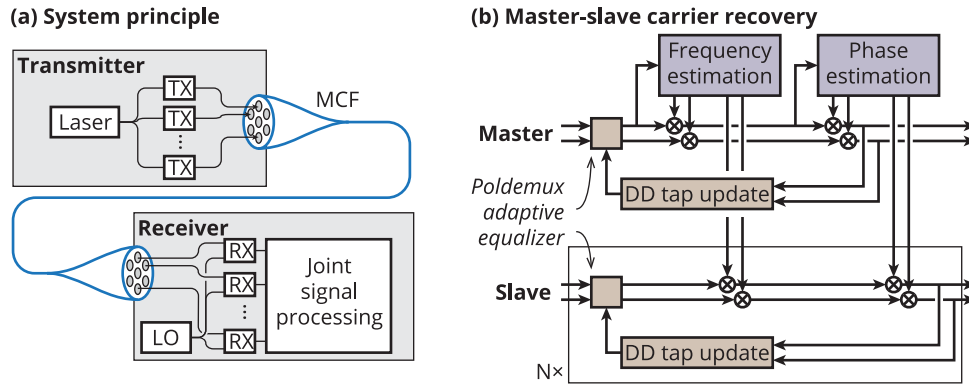 (a) System principle
Transmitter
Laser
TX
TX
TX
MCF
Receiver
RX
RX
RX
LO
Joint
signal
processing
(b) Master-slave carrier recovery
Frequency
estimation
Phase
estimation
Master
DD tap update
Poldemux
adaptive
equalizer
Slave
DD tap update
N×